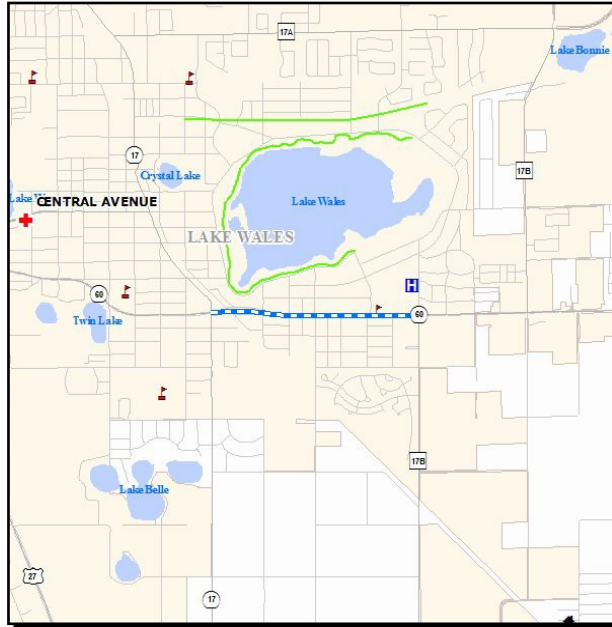 17A
Lake Bonnie
17
17B
Crystal Lake
Lake W
CENTRAL AVENUE
Lake Wales
LAKE WALES
H
60
60
Twin Lake
17B
Lake Belle
27
17